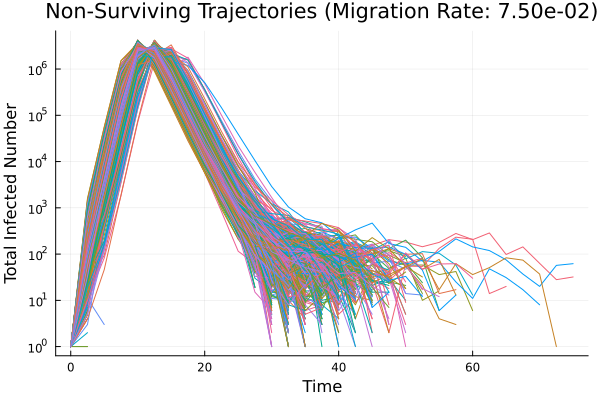 Non-Surviving Trajectories (Migration Rate: 7.50e-02)
Total Infected Number
10⁶
10⁵
10⁴
10³
10²
10¹
10⁰
0 20 40 60
Time